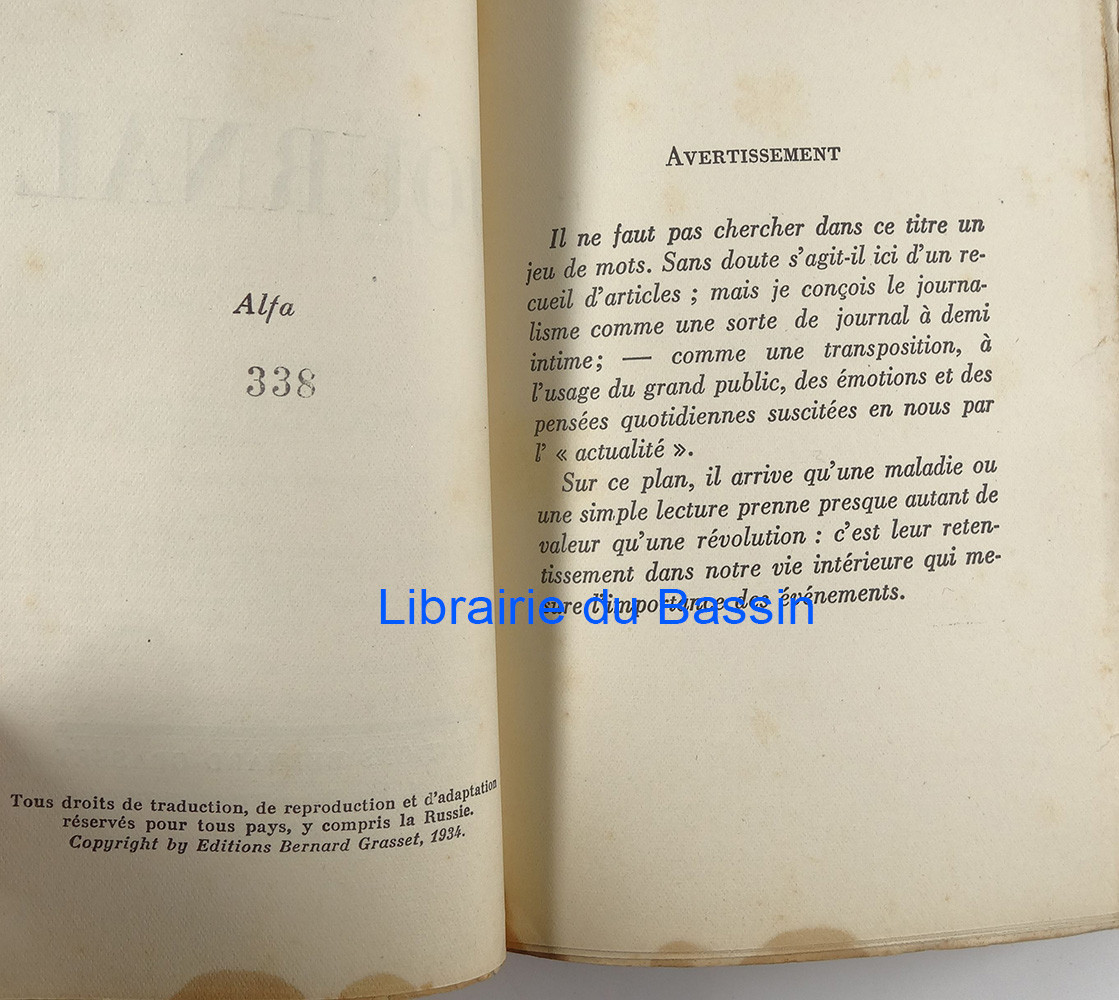 JOURNAL
Alfa
338
Tous droits de traduction, de reproduction et d'adaptation
réservés pour tous pays, y compris la Russie.
Copyright by Editions Bernard Grasset, 1934.
AVERTISSEMENT
Il ne faut pas chercher dans ce titre un
jeu de mots. Sans doute s'agit-il ici d'un re-
cueil d'articles ; mais je conçois le journa-
lisme comme une sorte de journal à demi
intime; — comme une transposition, à
l'usage du grand public, des émotions et des
pensées quotidiennes suscitées en nous par
l' « actualité ».
Sur ce plan, il arrive qu'une maladie ou
une simple lecture prenne presque autant de
valeur qu'une révolution : c'est leur reten-
tissement dans notre vie intérieure qui me-
sure l'importance des événements.
Librairie du Bassin